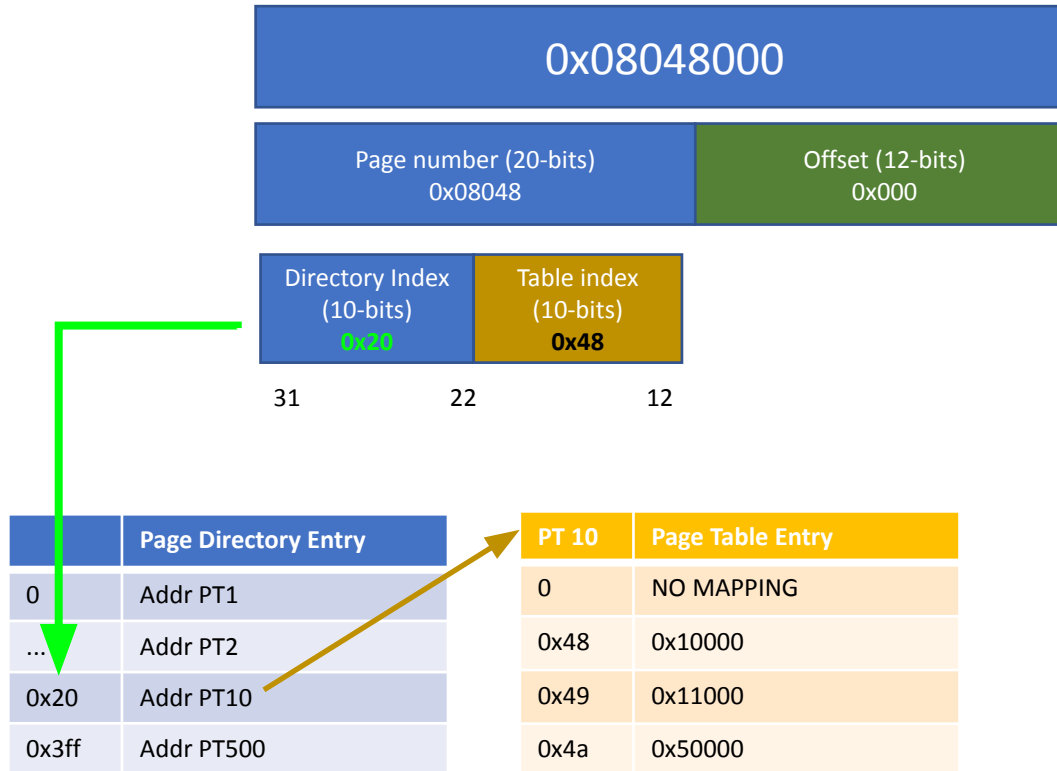 0x08048000
Page number (20-bits)
0x08048
Offset (12-bits)
0x000
Directory Index
(10-bits)
0x20
Table index
(10-bits)
0x48
31 22 12
Page Directory Entry
0 Addr PT1
... Addr PT2
0x20 Addr PT10
0x3ff Addr PT500
PT 10 Page Table Entry
0 NO MAPPING
0x48 0x10000
0x49 0x11000
0x4a 0x50000